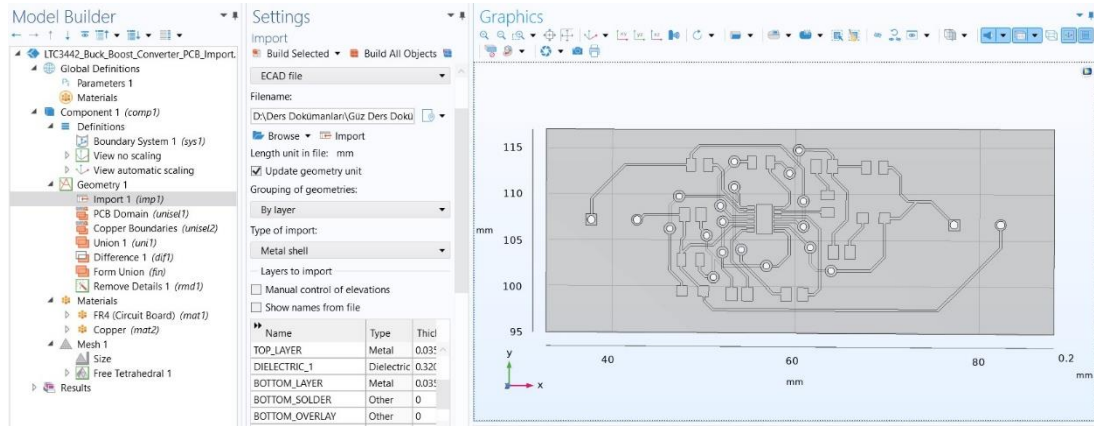 Model Builder
LTC3442_Buck_Boost_Converter_PCB_Import.
Global Definitions
Pi Parameters 1
Materials
Component 1 (comp1)
Definitions
Boundary System 1 (sys1)
View no scaling
View automatic scaling
Geometry 1
Import 1 (imp1)
PCB Domain (unisel1)
Copper Boundaries (unisel2)
Union 1 (uni1)
Difference 1 (dif1)
Form Union (fin)
Remove Details 1 (rmd1)
Materials
FR4 (Circuit Board) (mat1)
Copper (mat2)
Mesh 1
Size
Free Tetrahedral 1
Results
Settings
Import
Build Selected
Build All Objects
ECAD file
Filename:
D:\Ders Dokümanları\Güz Ders Dokü
Browse
Import
Length unit in file: mm
Update geometry unit
Grouping of geometries:
By layer
Type of import:
Metal shell
Layers to import
Manual control of elevations
Show names from file
Name Type Thicl
TOP_LAYER Metal 0.035
DIELECTRIC_1 Dielectric 0.320
BOTTOM_LAYER Metal 0.035
BOTTOM_SOLDER Other 0
BOTTOM_OVERLAY Other 0
Graphics
115
110
mm
105
100
95
40
60
80
0.2
mm
mm
y
x